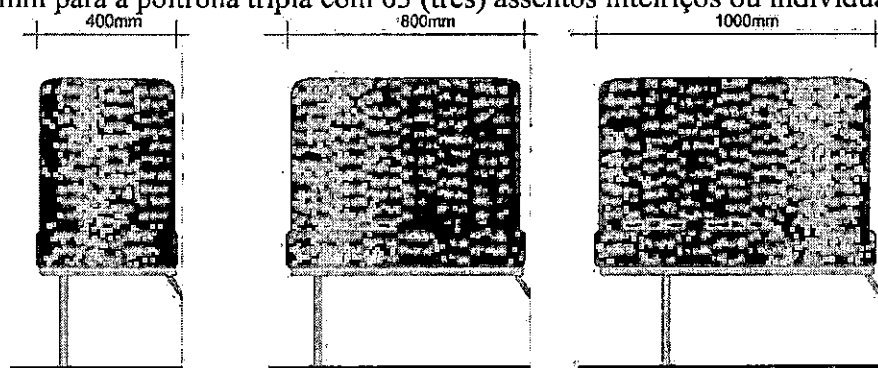 mm para a poltrona tripla com 03 (três) assentos inteiriços ou individua
400mm 800mm 1000mm